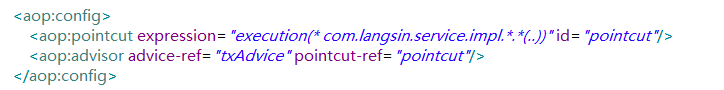 <aop:config>
<aop:pointcut expression="execution(* com.langsin.service.impl.*.*(..))" id="pointcut"/>
<aop:advisor advice-ref="txAdvice" pointcut-ref="pointcut"/>
</aop:config>